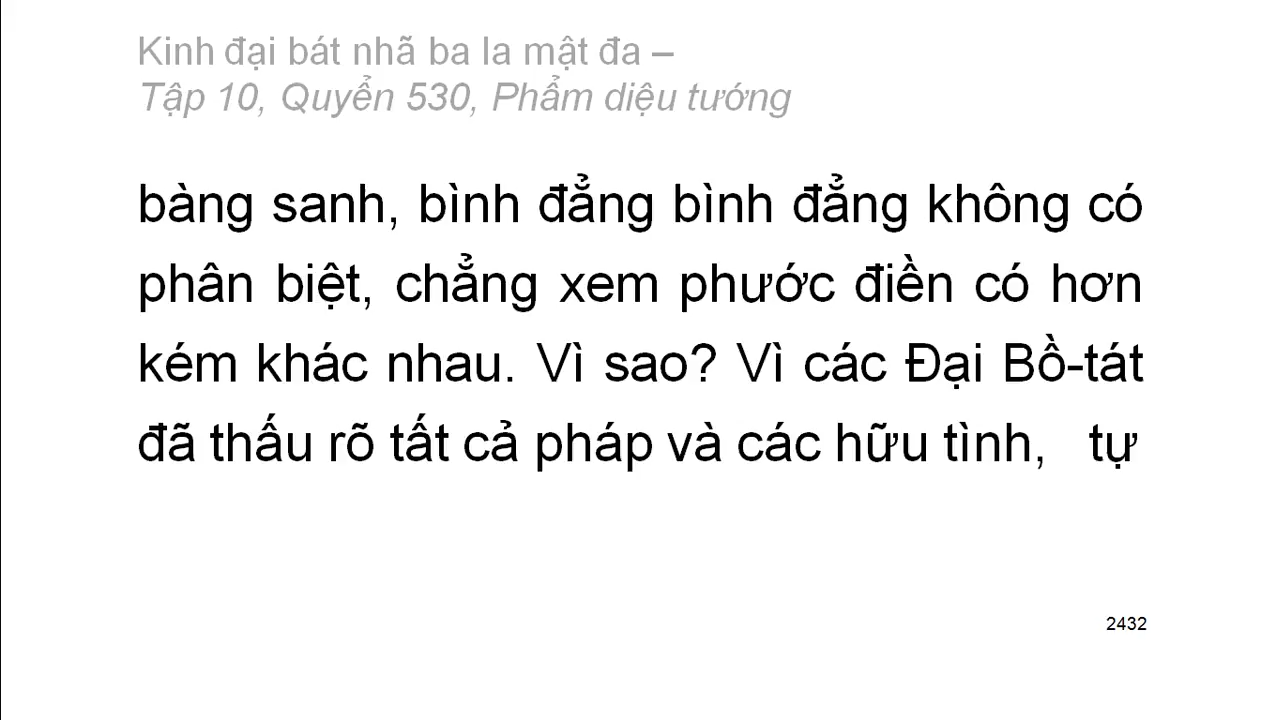 Kinh đại bát nhã ba la mật đa –
Tập 10, Quyển 530, Phẩm diệu tướng
bàng sanh, bình đẳng bình đẳng không có
phân biệt, chẳng xem phước điền có hơn
kém khác nhau. Vì sao? Vì các Đại Bồ-tát
đã thấu rõ tất cả pháp và các hữu tình, tự
2432